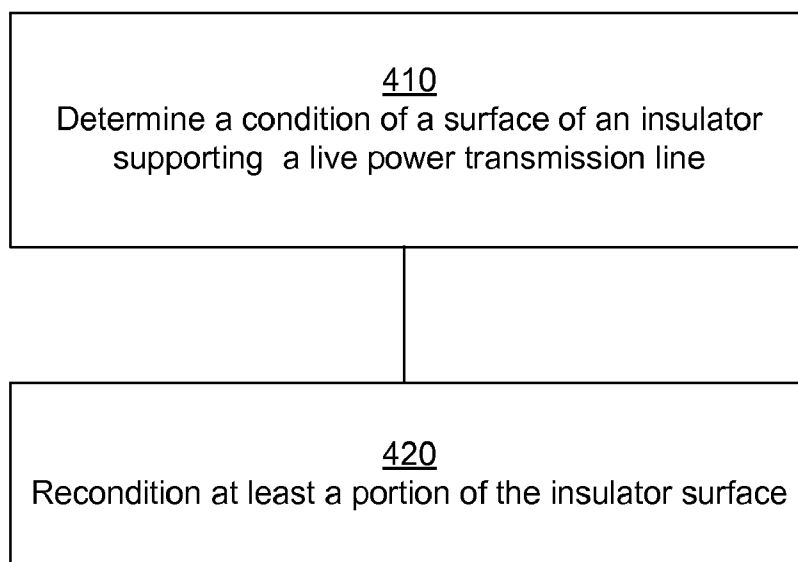 410
Determine a condition of a surface of an insulator
supporting a live power transmission line
420
Recondition at least a portion of the insulator surface